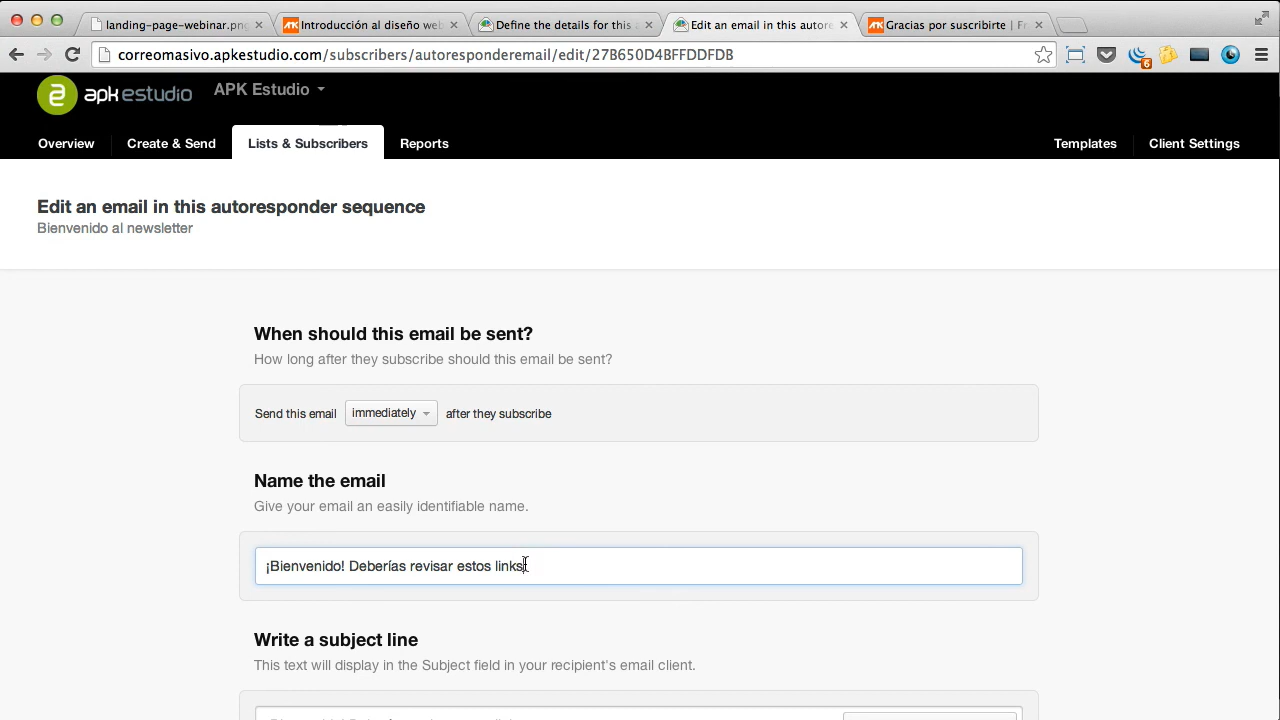 landing-page-webinar.pn
Introducción al diseño web
Define the details for this
Edit an email in this autore
Gracias por suscribirte | Fr
correomasivo.apkestudio.com/subscribers/autoresponderemail/edit/27B650D4BFFDDFDB
6
apkestudio
APK Estudio
Overview
Create & Send
Lists & Subscribers
Reports
Templates
Client Settings
Edit an email in this autoresponder sequence
Bienvenido al newsletter
When should this email be sent?
How long after they subscribe should this email be sent?
Send this email immediately after they subscribe
Name the email
Give your email an easily identifiable name.
¡Bienvenido! Deberías revisar estos links
Write a subject line
This text will display in the Subject field in your recipient's email client.